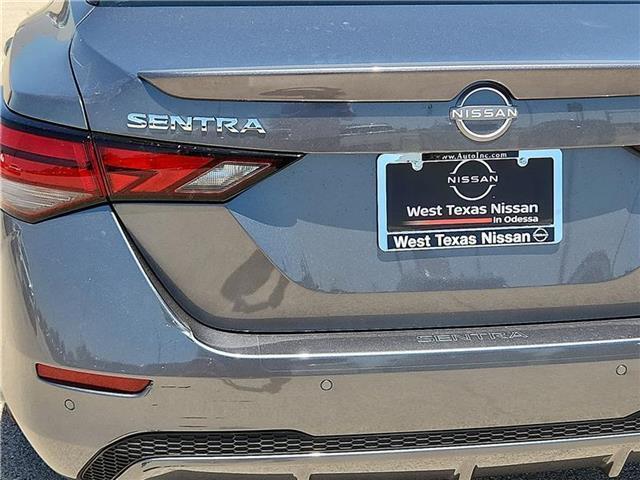 SENTRA
NISSAN
www.AutoInc.com
NISSAN
West Texas Nissan
in Odessa
West Texas Nissan
SENTRA